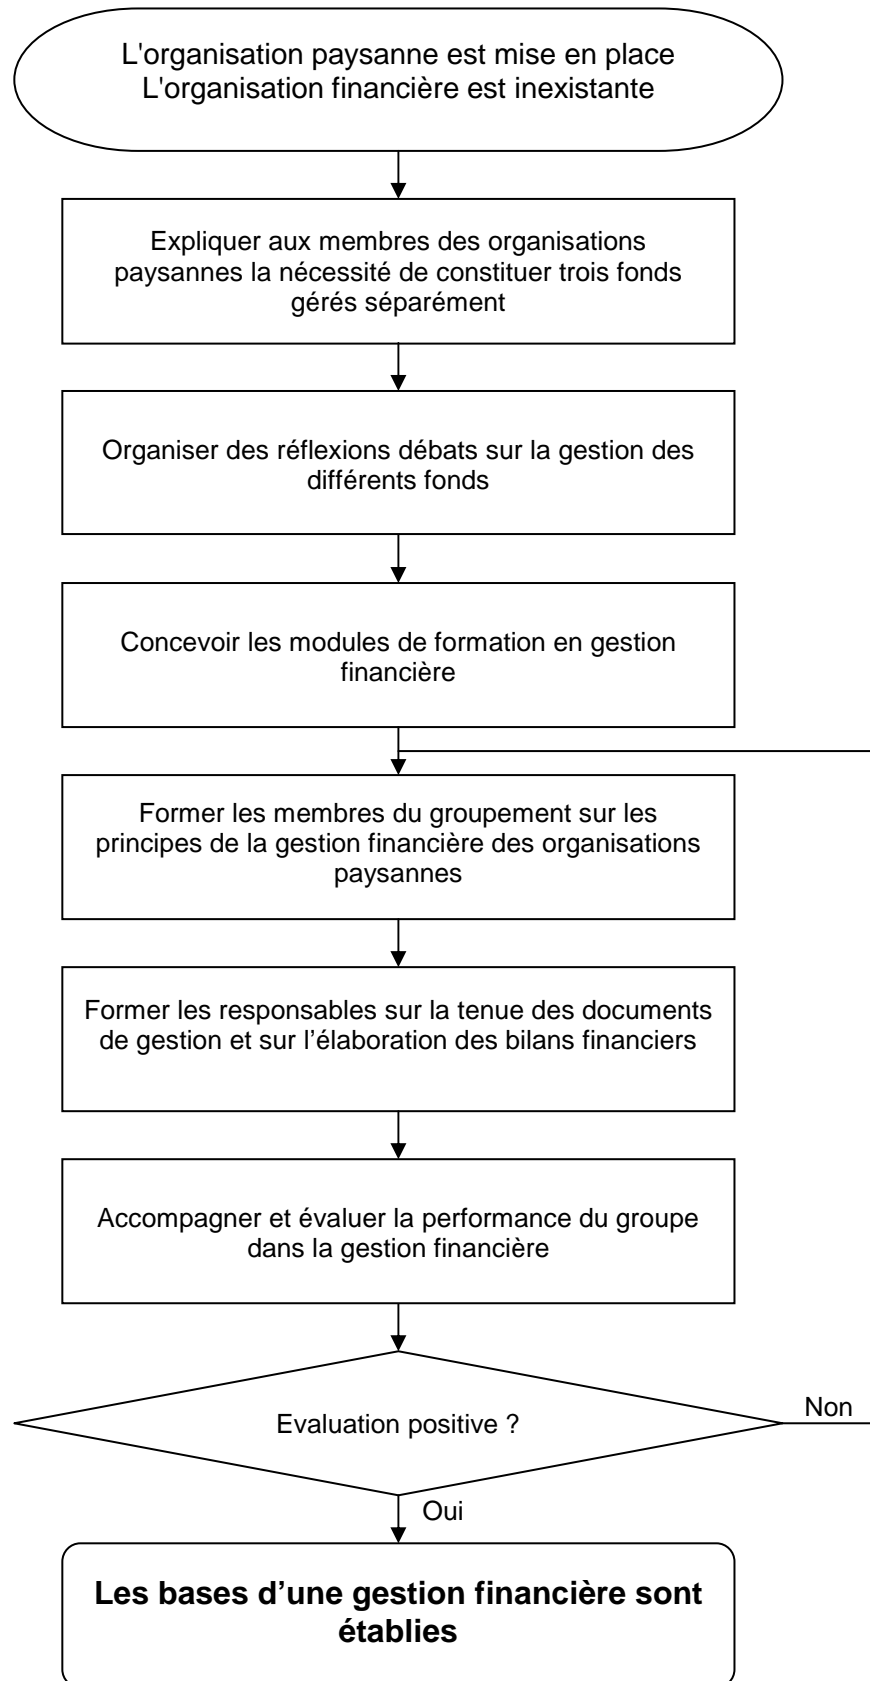 L'organisation paysanne est mise en place
L'organisation financière est inexistante
Expliquer aux membres des organisations
paysannes la nécessité de constituer trois fonds
gérés séparément
Organiser des réflexions débats sur la gestion des
différents fonds
Concevoir les modules de formation en gestion
financière
Former les membres du groupement sur les
principes de la gestion financière des organisations
paysannes
Former les responsables sur la tenue des documents
de gestion et sur l’élaboration des bilans financiers
Accompagner et évaluer la performance du groupe
dans la gestion financière
Evaluation positive ?
Non
Oui
Les bases d’une gestion financière sont
établies